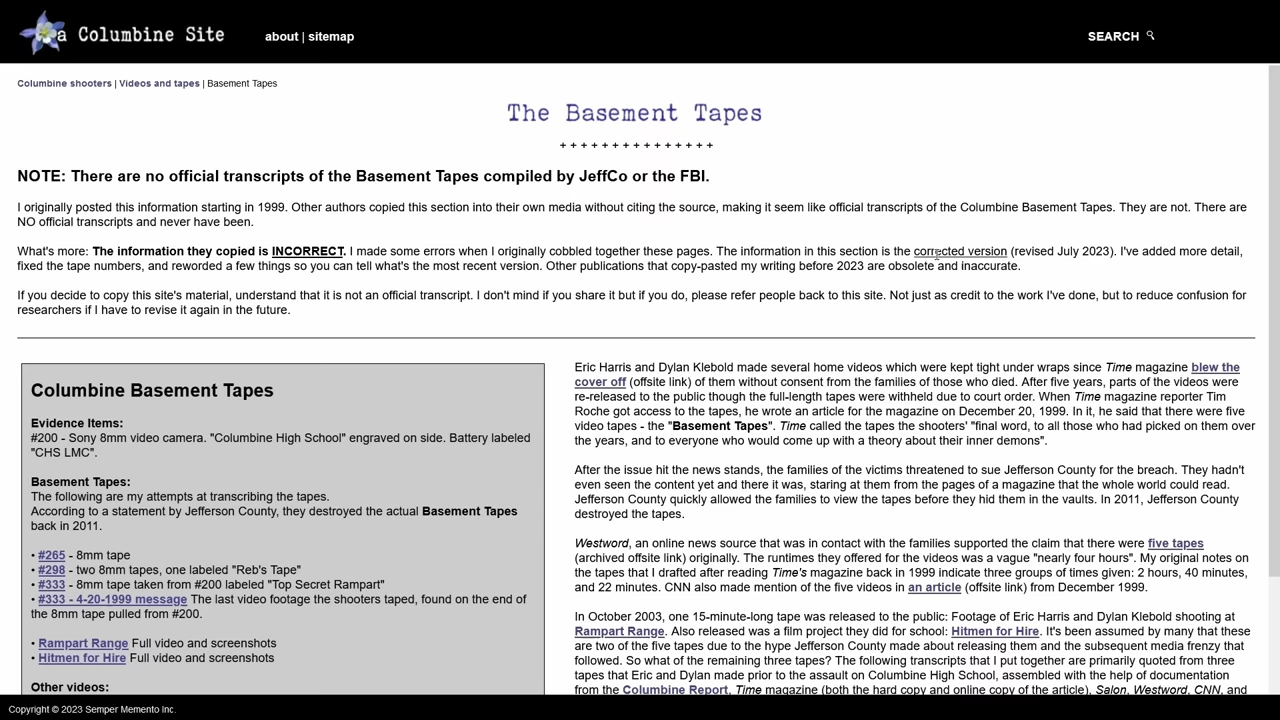 a Columbine Site
about | sitemap
SEARCH
Columbine shooters | Videos and tapes | Basement Tapes
The Basement Tapes
+ + + + + + + + + + + + + + +
NOTE: There are no official transcripts of the Basement Tapes compiled by JeffCo or the FBI.
I originally posted this information starting in 1999. Other authors copied this section into their own media without citing the source, making it seem like official transcripts of the Columbine Basement Tapes. They are not. There are
NO official transcripts and never have been.
What's more: The information they copied is INCORRECT. I made some errors when I originally cobbled together these pages. The information in this section is the corrected version (revised July 2023). I've added more detail,
fixed the tape numbers, and reworded a few things so you can tell what's the most recent version. Other publications that copy-pasted my writing before 2023 are obsolete and inaccurate.
If you decide to copy this site's material, understand that it is not an official transcript. I don't mind if you share it but if you do, please refer people back to this site. Not just as credit to the work I've done, but to reduce confusion for
researchers if I have to revise it again in the future.
Columbine Basement Tapes
Evidence Items:
#200 - Sony 8mm video camera. "Columbine High School" engraved on side. Battery labeled
"CHS LMC".
Basement Tapes:
The following are my attempts at transcribing the tapes.
According to a statement by Jefferson County, they destroyed the actual Basement Tapes
back in 2011.
• #265 - 8mm tape
• #298 - two 8mm tapes, one labeled "Reb's Tape"
• #333 - 8mm tape taken from #200 labeled "Top Secret Rampart"
• #333 - 4-20-1999 message The last video footage the shooters taped, found on the end of
the 8mm tape pulled from #200.
• Rampart Range Full video and screenshots
• Hitmen for Hire Full video and screenshots
Other videos:
Eric Harris and Dylan Klebold made several home videos which were kept tight under wraps since Time magazine blew the
cover off (offsite link) of them without consent from the families of those who died. After five years, parts of the videos were
re-released to the public though the full-length tapes were withheld due to court order. When Time magazine reporter Tim
Roche got access to the tapes, he wrote an article for the magazine on December 20, 1999. In it, he said that there were five
video tapes - the "Basement Tapes". Time called the tapes the shooters' "final word, to all those who had picked on them over
the years, and to everyone who would come up with a theory about their inner demons".
After the issue hit the news stands, the families of the victims threatened to sue Jefferson County for the breach. They hadn't
even seen the content yet and there it was, staring at them from the pages of a magazine that the whole world could read.
Jefferson County quickly allowed the families to view the tapes before they hid them in the vaults. In 2011, Jefferson County
destroyed the tapes.
Westword, an online news source that was in contact with the families supported the claim that there were five tapes
(archived offsite link) originally. The runtimes they offered for the videos was a vague "nearly four hours". My original notes on
the tapes that I drafted after reading Time's magazine back in 1999 indicate three groups of times given: 2 hours, 40 minutes,
and 22 minutes. CNN also made mention of the five videos in an article (offsite link) from December 1999.
In October 2003, one 15-minute-long tape was released to the public: Footage of Eric Harris and Dylan Klebold shooting at
Rampart Range. Also released was a film project they did for school: Hitmen for Hire. It's been assumed by many that these
are two of the five tapes due to the hype Jefferson County made about releasing them and the subsequent media frenzy that
followed. So what of the remaining three tapes? The following transcripts that I put together are primarily quoted from three
tapes that Eric and Dylan made prior to the assault on Columbine High School, assembled with the help of documentation
from the Columbine Report, Time magazine (both the hard copy and online copy of the article), Salon, Westword, CNN, and
Copyright © 2023 Semper Memento Inc.